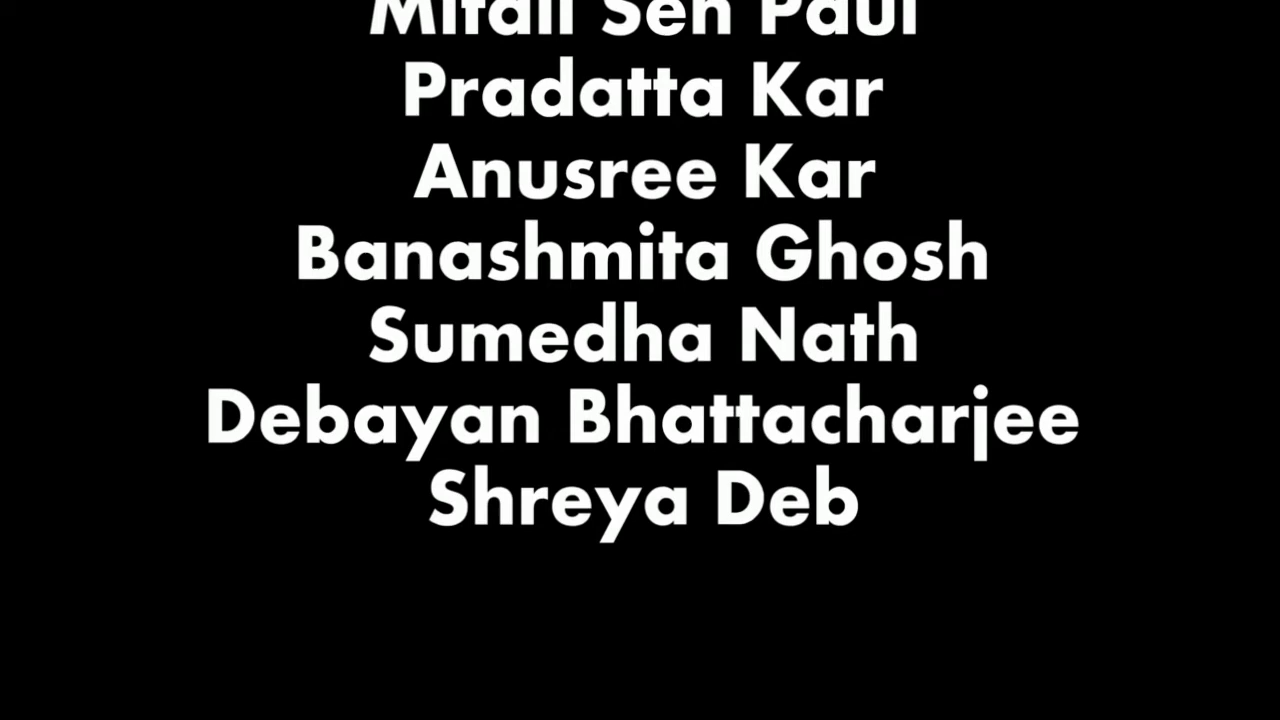 Mitali Sen Paul
Pradatta Kar
Anusree Kar
Banashmita Ghosh
Sumedha Nath
Debayan Bhattacharjee
Shreya Deb